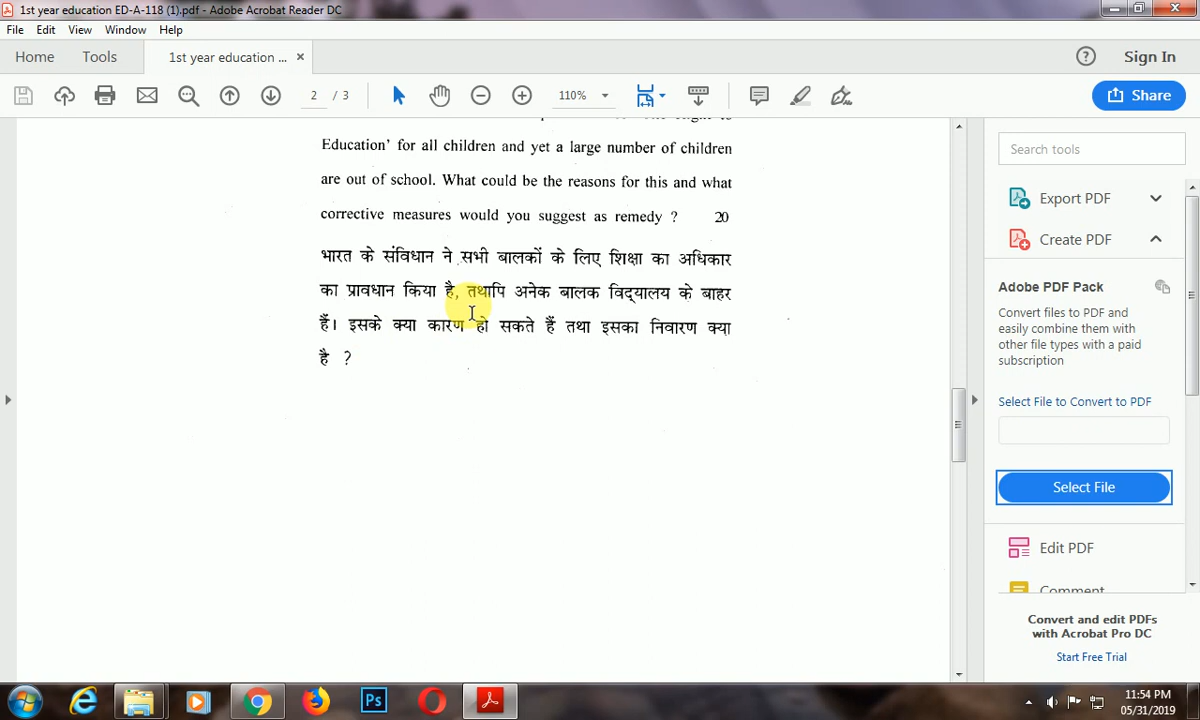 1st year education ED-A-118 (1).pdf - Adobe Acrobat Reader DC
File Edit View Window Help
Home Tools 1st year education ... × Sign In
2 / 3 110% Share
Education' for all children and yet a large number of children
are out of school. What could be the reasons for this and what
corrective measures would you suggest as remedy ? 20
भारत के संविधान ने सभी बालकों के लिए शिक्षा का अधिकार
का प्रावधान किया है, तथापि अनेक बालक विद्यालय के बाहर
हैं। इसके क्या कारण हो सकते हैं तथा इसका निवारण क्या
है ?
Search tools
Export PDF
Create PDF
Adobe PDF Pack
Convert files to PDF and
easily combine them with
other file types with a paid
subscription
Select File to Convert to PDF
Select File
Edit PDF
Comment
Convert and edit PDFs
with Acrobat Pro DC
Start Free Trial
Ps
11:54 PM
05/31/2019